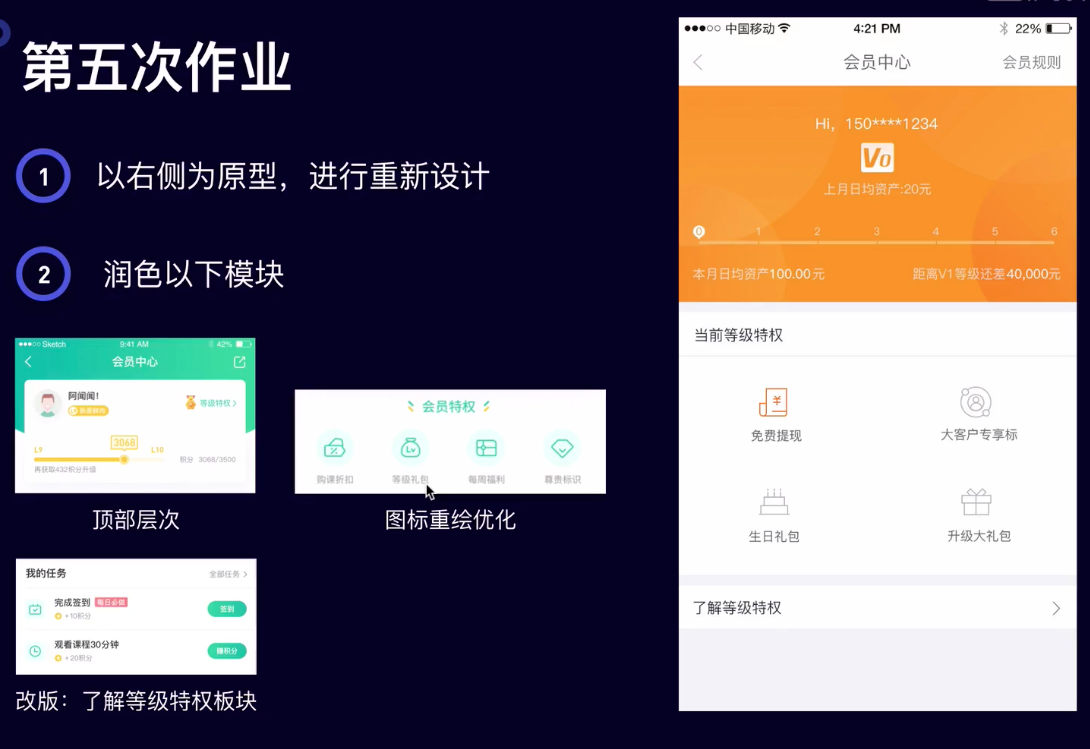 第五次作业
1 以右侧为原型，进行重新设计
2 润色以下模块
Sketch 9:41 AM 42%
会员中心
阿闻闻！
等级特权
3068
L9 L10
再获取432积分升级
积分 3068/3500
顶部层次
会员特权
Lv
购课折扣 等级礼包 每周福利 尊贵标识
图标重绘优化
我的任务 全部任务
完成签到 每日必做 签到
+10积分
观看课程30分钟 赚积分
+20积分
改版：了解等级特权板块
中国移动 4:21 PM 22%
会员中心 会员规则
Hi，150****1234
V0
上月日均资产:20元
0 1 2 3 4 5 6
本月日均资产100.00元 距离V1等级还差40,000元
当前等级特权
¥
免费提现 大客户专享标
生日礼包 升级大礼包
了解等级特权